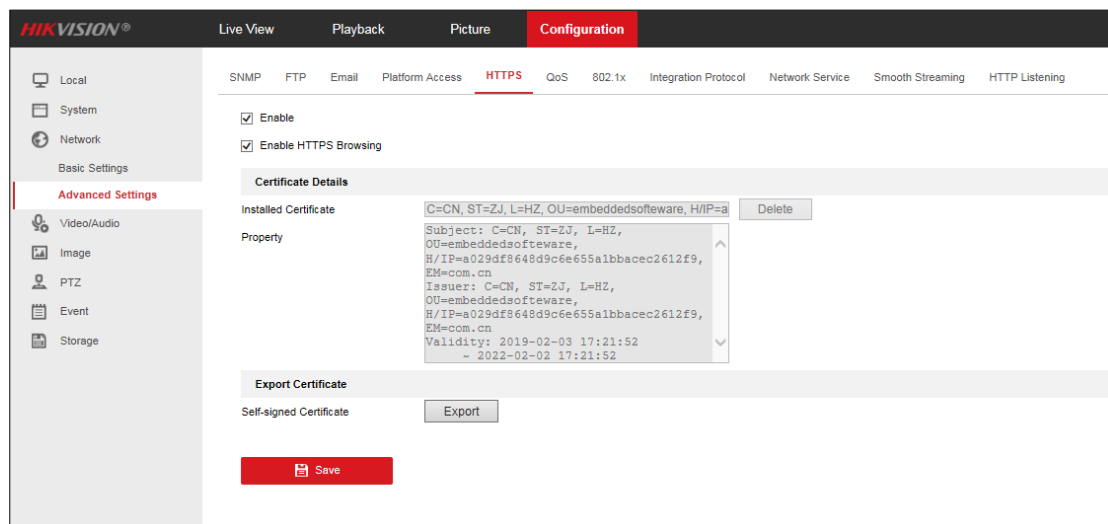 HIKVISION®
Live View Playback Picture Configuration
Local
System
Network
Basic Settings
Advanced Settings
Video/Audio
Image
PTZ
Event
Storage
SNMP FTP Email Platform Access HTTPS QoS 802.1x Integration Protocol Network Service Smooth Streaming HTTP Listening
Enable
Enable HTTPS Browsing
Certificate Details
Installed Certificate C=CN, ST=ZJ, L=HZ, OU=embeddedsofteware, H/IP=a Delete
Property
Subject: C=CN, ST=ZJ, L=HZ,
OU=embeddedsofteware,
H/IP=a029df8648d9c6e655a1bbacec2612f9,
EM=com.cn
Issuer: C=CN, ST=ZJ, L=HZ,
OU=embeddedsofteware,
H/IP=a029df8648d9c6e655a1bbacec2612f9,
EM=com.cn
Validity: 2019-02-03 17:21:52
~ 2022-02-02 17:21:52
Export Certificate
Self-signed Certificate Export
Save